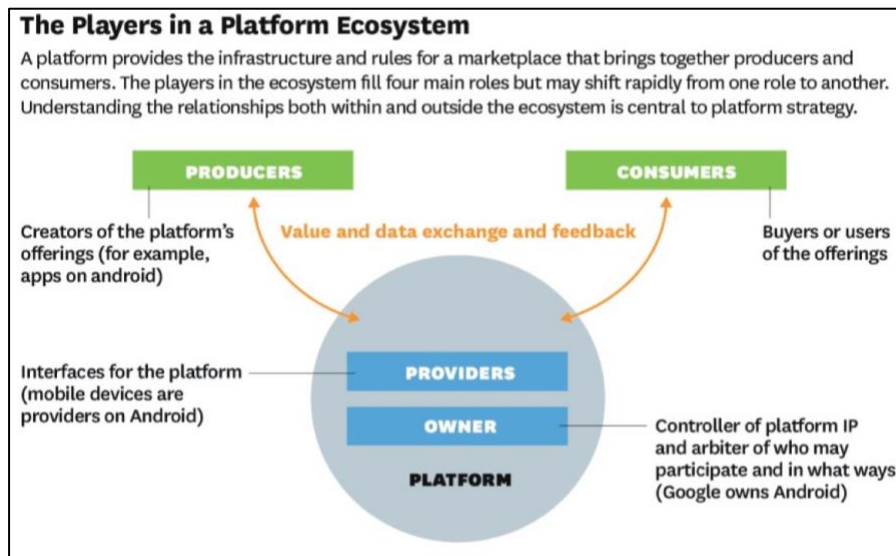 The Players in a Platform Ecosystem
A platform provides the infrastructure and rules for a marketplace that brings together producers and
consumers. The players in the ecosystem fill four main roles but may shift rapidly from one role to another.
Understanding the relationships both within and outside the ecosystem is central to platform strategy.
PRODUCERS
CONSUMERS
Creators of the platform’s
offerings (for example,
apps on android)
Value and data exchange and feedback
Buyers or users
of the offerings
Interfaces for the platform
(mobile devices are
providers on Android)
PROVIDERS
OWNER
PLATFORM
Controller of platform IP
and arbiter of who may
participate and in what ways
(Google owns Android)